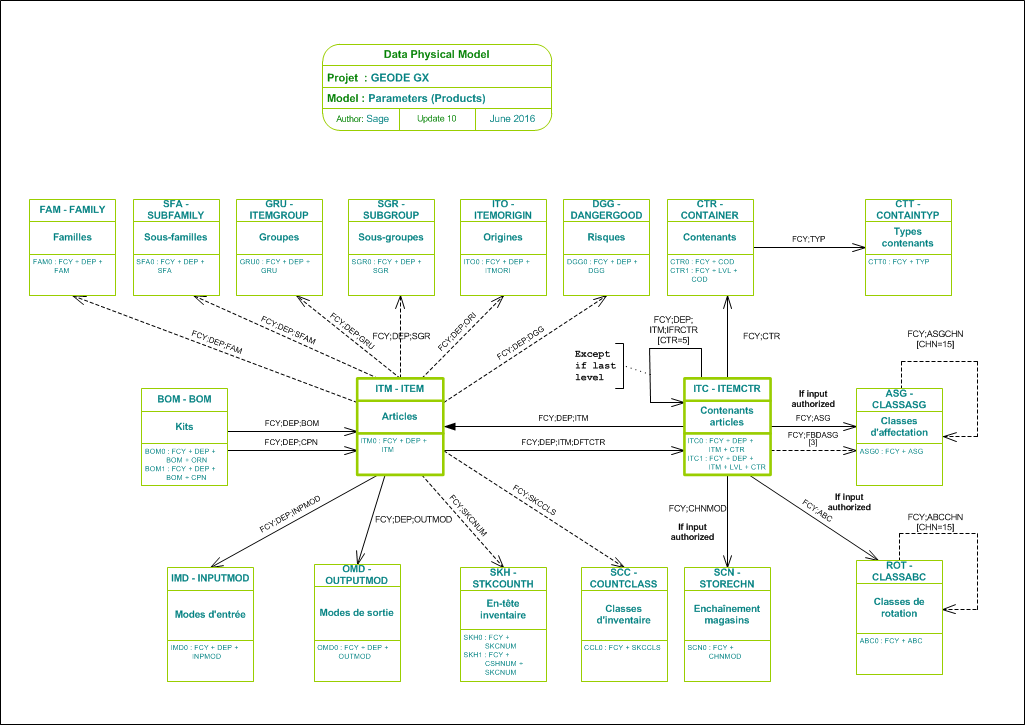 Data Physical Model
Projet : GEODE GX
Model : Parameters (Products)
Author: Sage
Update 10
June 2016
FAM - FAMILY
Familles
FAM0 : FCY + DEP +
FAM
SFA -
SUBFAMILY
Sous-familles
SFA0 : FCY + DEP +
SFA
GRU -
ITEMGROUP
Groupes
GRU0 : FCY + DEP +
GRU
SGR -
SUBGROUP
Sous-groupes
SGR0 : FCY + DEP +
SGR
ITO -
ITEMORIGIN
Origines
ITO0 : FCY + DEP +
ITMORI
DGG -
DANGERGOOD
Risques
DGG0 : FCY + DEP +
DGG
CTR -
CONTAINER
Contenants
CTR0 : FCY + COD
CTR1 : FCY + LVL +
COD
FCY;TYP
CTT -
CONTAINTYP
Types
contenants
CTT0 : FCY + TYP
FCY;DEP;FAM
FCY;DEP;SFAM
FCY;DEP;GRU
FCY;DEP;SGR
FCY;DEP;ORI
FCY;DEP;DGG
Except
if last
level
FCY;DEP;
ITM;IFRCTR
[CTR=5]
FCY;CTR
FCY;ASGCHN
[CHN=15]
BOM - BOM
Kits
BOM0 : FCY + DEP +
BOM + CRN
BOM1 : FCY + DEP +
BOM + CPN
FCY;DEP;BOM
FCY;DEP;CPN
ITM - ITEM
Articles
ITM0 : FCY + DEP +
ITM
FCY;DEP;ITM
FCY;DEP;ITM;DFTCTR
ITC - ITEMCTR
Contenants
articles
ITC0 : FCY + DEP +
ITM + CTR
ITC1 : FCY + DEP +
ITM + LVL + CTR
If input
authorized
FCY;ASG
FCY;FBDASG
[3]
ASG -
CLASSASG
Classes
d'affectation
ASG0 : FCY + ASG
FCY;DEP;INPMOD
FCY;DEP;OUTMOD
FCY;SKCNUM
FCY;SKCCLS
FCY;CHNMOD
If input
authorized
FCY;ABC
If input
authorized
FCY;ABCCHN
[CHN=15]
IMD - INPUTMOD
Modes d'entrée
IMD0 : FCY + DEP +
INPMOD
OMD -
OUTPUTMOD
Modes de sortie
OMD0 : FCY + DEP +
OUTMOD
SKH -
STKCOUNTH
En-tête
inventaire
SKH0 : FCY +
SKCNUM
SKH1 : FCY +
CSHNUM +
SKCNUM
SCC -
COUNTCLASS
Classes
d'inventaire
CCL0 : FCY + SKCCLS
SCN -
STORECHN
Enchaînement
magasins
SCN0 : FCY +
CHNMOD
ROT -
CLASSABC
Classes de
rotation
ABC0 : FCY + ABC